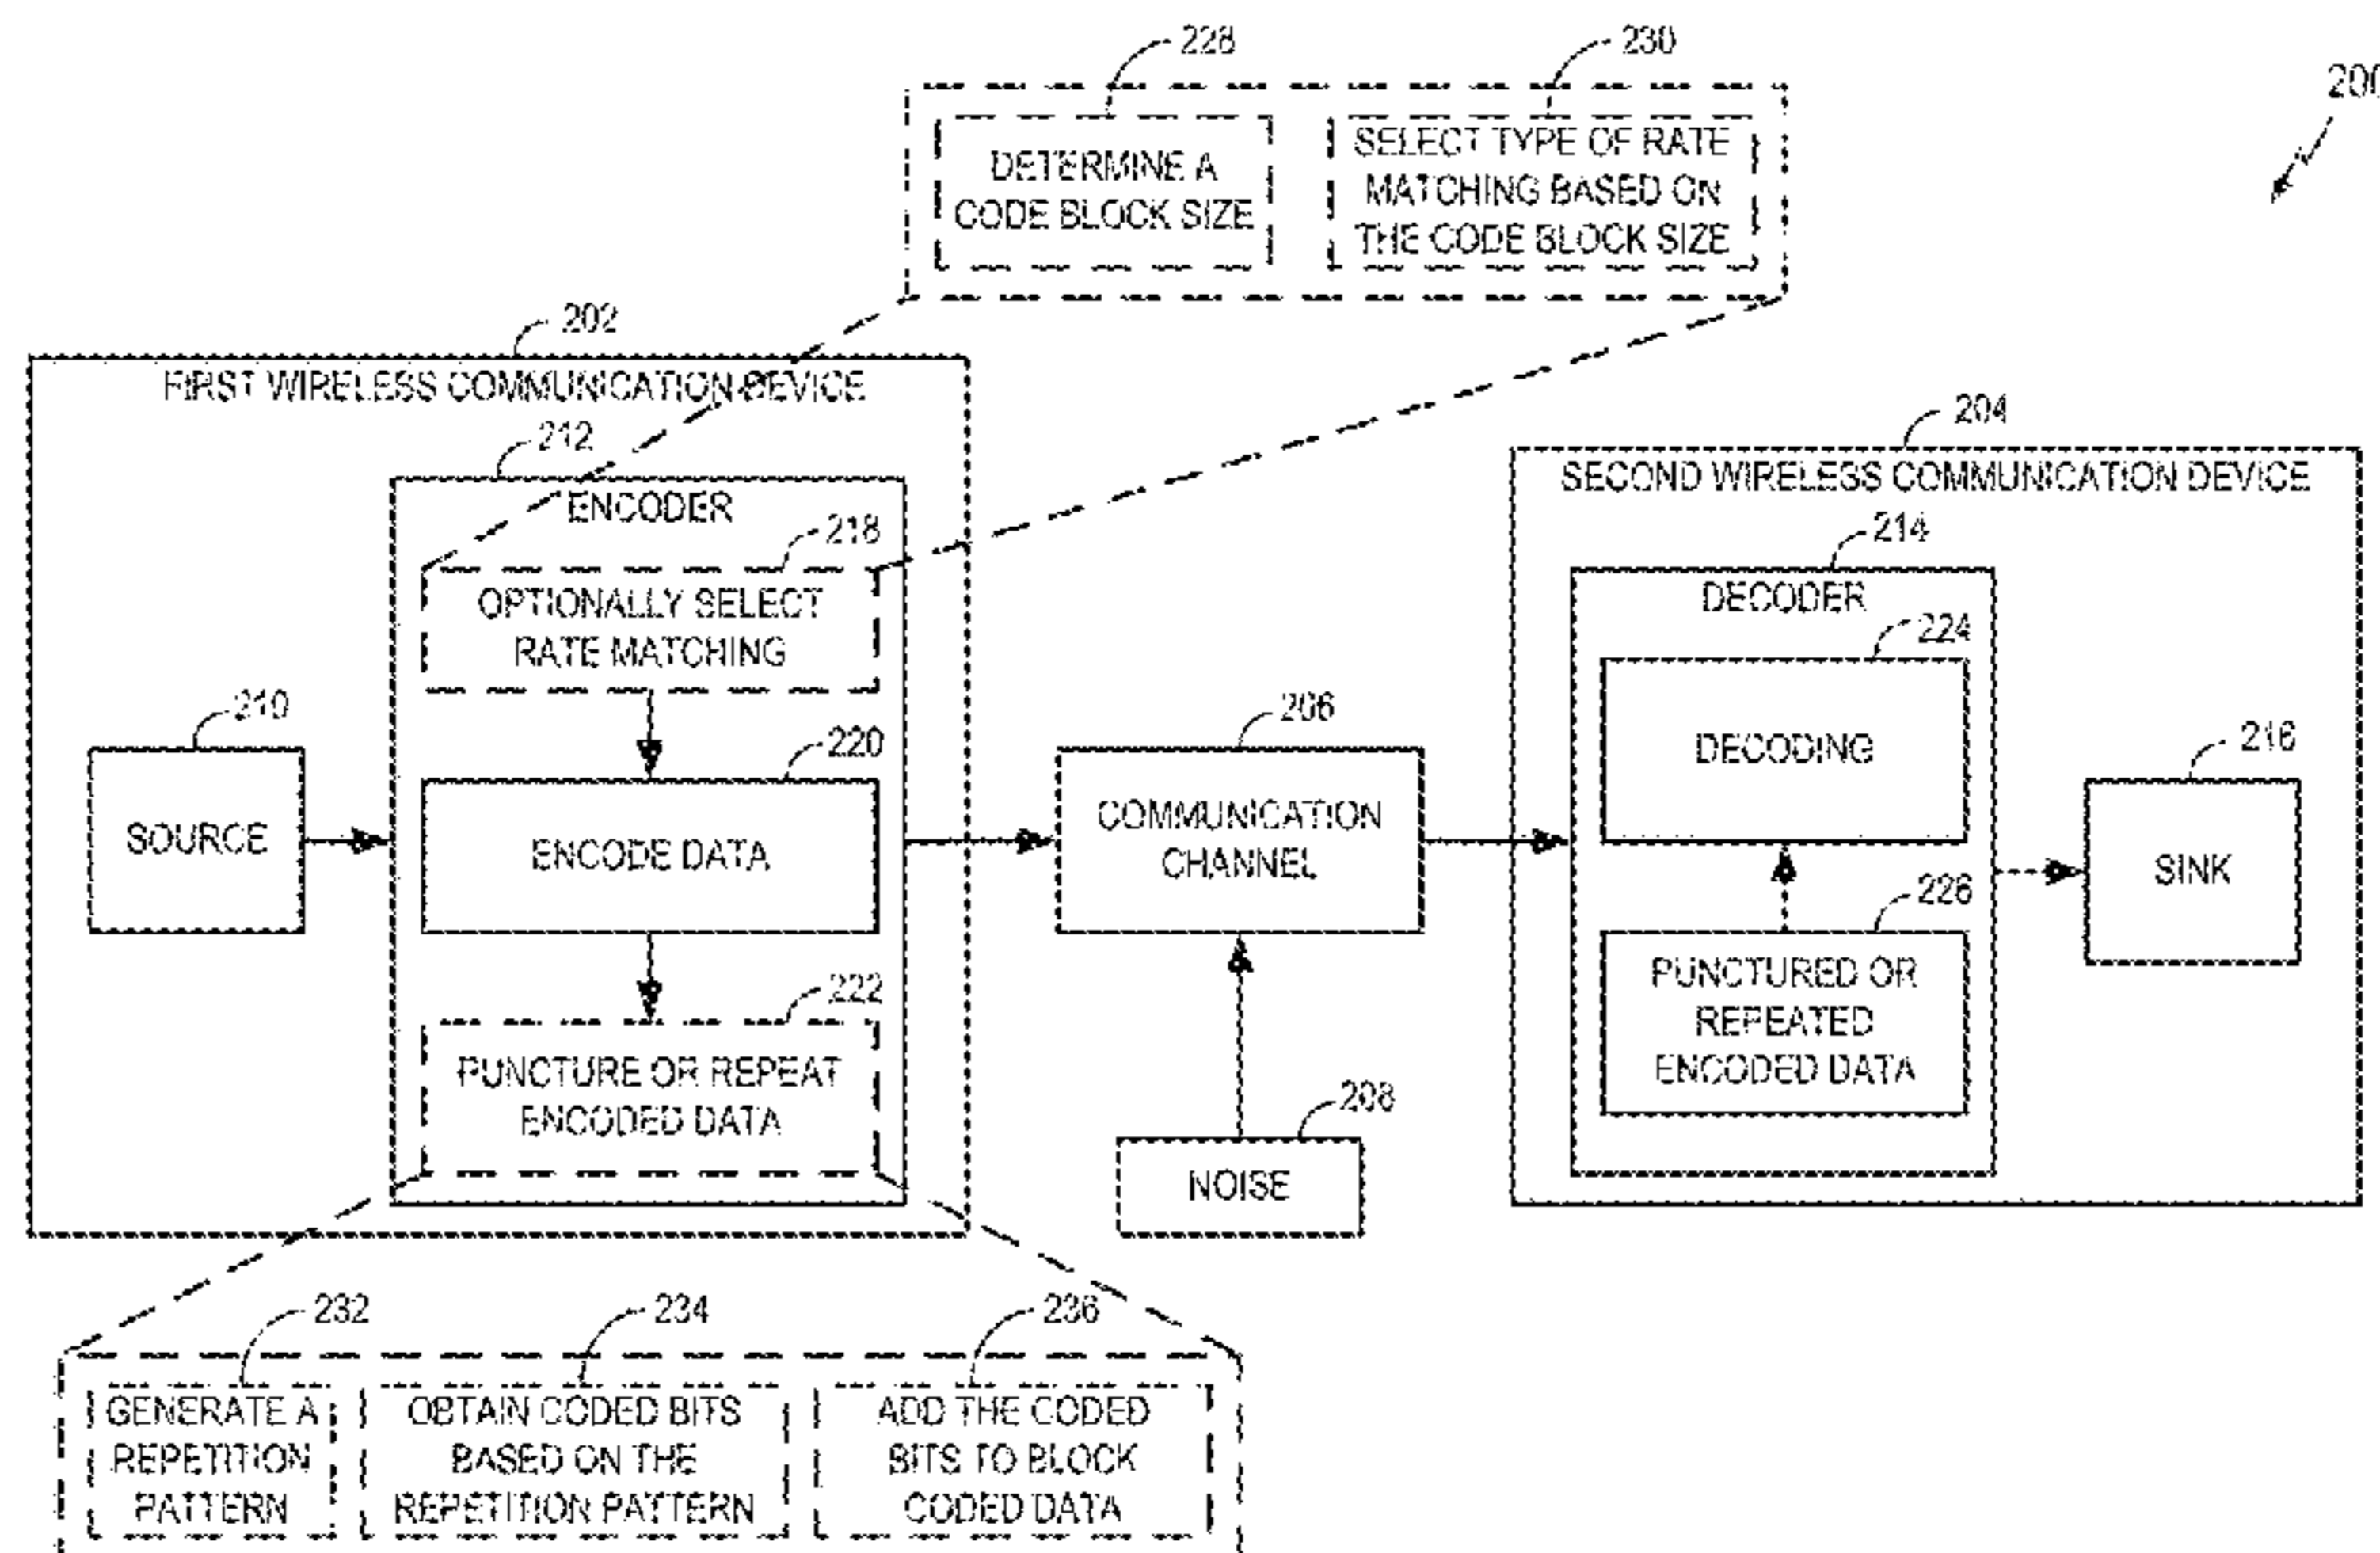 228
230
200
DETERMINE A
CODE BLOCK SIZE
SELECT TYPE OF RATE
MATCHING BASED ON
THE CODE BLOCK SIZE
202
FIRST WIRELESS COMMUNICATION DEVICE
212
ENCODER
218
OPTIONALLY SELECT
RATE MATCHING
210
SOURCE
220
ENCODE DATA
222
PUNCTURE OR REPEAT
ENCODED DATA
206
COMMUNICATION
CHANNEL
208
NOISE
204
SECOND WIRELESS COMMUNICATION DEVICE
214
DECODER
224
DECODING
226
PUNCTURED OR
REPEATED
ENCODED DATA
216
SINK
232
GENERATE A
REPETITION
PATTERN
234
OBTAIN CODED BITS
BASED ON THE
REPETITION PATTERN
236
ADD THE CODED
BITS TO BLOCK
CODED DATA